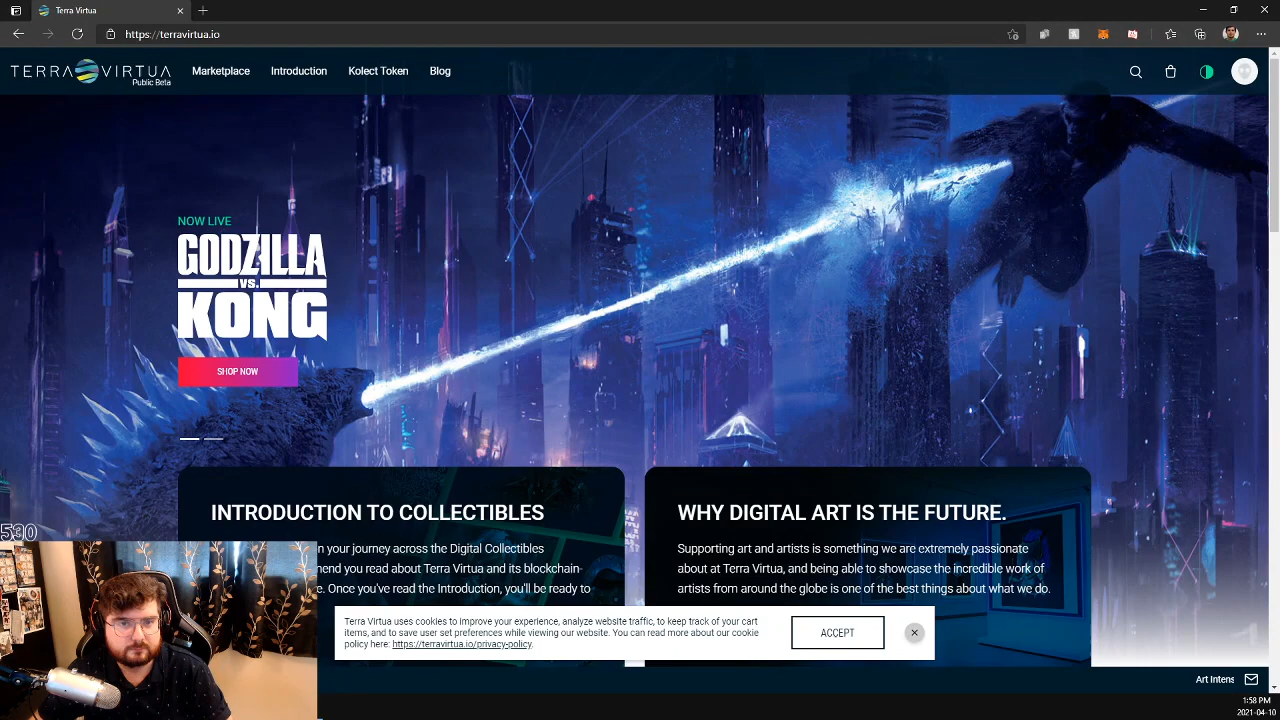 Terra Virtua
https://terravirtua.io
TERRA VIRTUA
Public Beta
Marketplace
Introduction
Kolect Token
Blog
NOW LIVE
GODZILLA
VS.
KONG
SHOP NOW
INTRODUCTION TO COLLECTIBLES
n your journey across the Digital Collectibles
mend you read about Terra Virtua and its blockchain-
e. Once you've read the Introduction, you'll be ready to
WHY DIGITAL ART IS THE FUTURE.
Supporting art and artists is something we are extremely passionate
about at Terra Virtua, and being able to showcase the incredible work of
artists from around the globe is one of the best things about what we do.
530
Terra Virtua uses cookies to improve your experience, analyze website traffic, to keep track of your cart
items, and to save user set preferences while viewing our website. You can read more about our cookie
policy here: https://terravirtua.io/privacy-policy.
ACCEPT
Art Intens
1:58 PM
2021-04-10